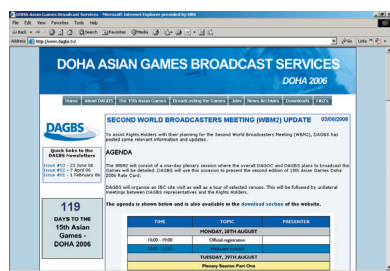 DOHA Asian Games Broadcast Services - Microsoft Internet Explorer provided by HBS
File Edit View Favorites Tools Help
Back Search Favorites Media
Address http://www.dagbs.tv/ Go Links
DOHA ASIAN GAMES BROADCAST SERVICES
DOHA 2006
Home About DAGBS The 15th Asian Games Broadcasting the Games Jobs News Archives Downloads FAQ's
DAGBS
Quick links to the
DAGBS Newsletters
Issue #03 - 22 June 06
Issue #02 - 7 April 06
Issue #01 - 1 February 06
119
DAYS TO THE
15th Asian
Games -
DOHA 2006
SECOND WORLD BROADCASTERS MEETING (WBM2) UPDATE 03/08/2006
To assist Rights Holders with their planning for the Second World Broadcasters Meeting (WBM2), DAGBS has
posted some relevant information and updates.
AGENDA
The WBM2 will consist of a one-day plenary session where the overall DAGOC and DAGBS plans to broadcast the
Games will be detailed. DAGBS will use this occasion to present the second edition of 15th Asian Games Doha
2006 Rate Card.
DAGBS will organise an IBC site visit as well as a tour of selected venues. This will be followed by unilateral
meetings between DAGBS representatives and the Rights Holders.
The agenda is shown below and is also available in the download section of the website.
TIME TOPIC PRESENTER
MONDAY, 28TH AUGUST
10:00 - 19:00 Official registration
19:00 - 21:00 Welcome cocktail
TUESDAY, 29TH AUGUST
Plenary Session Part One